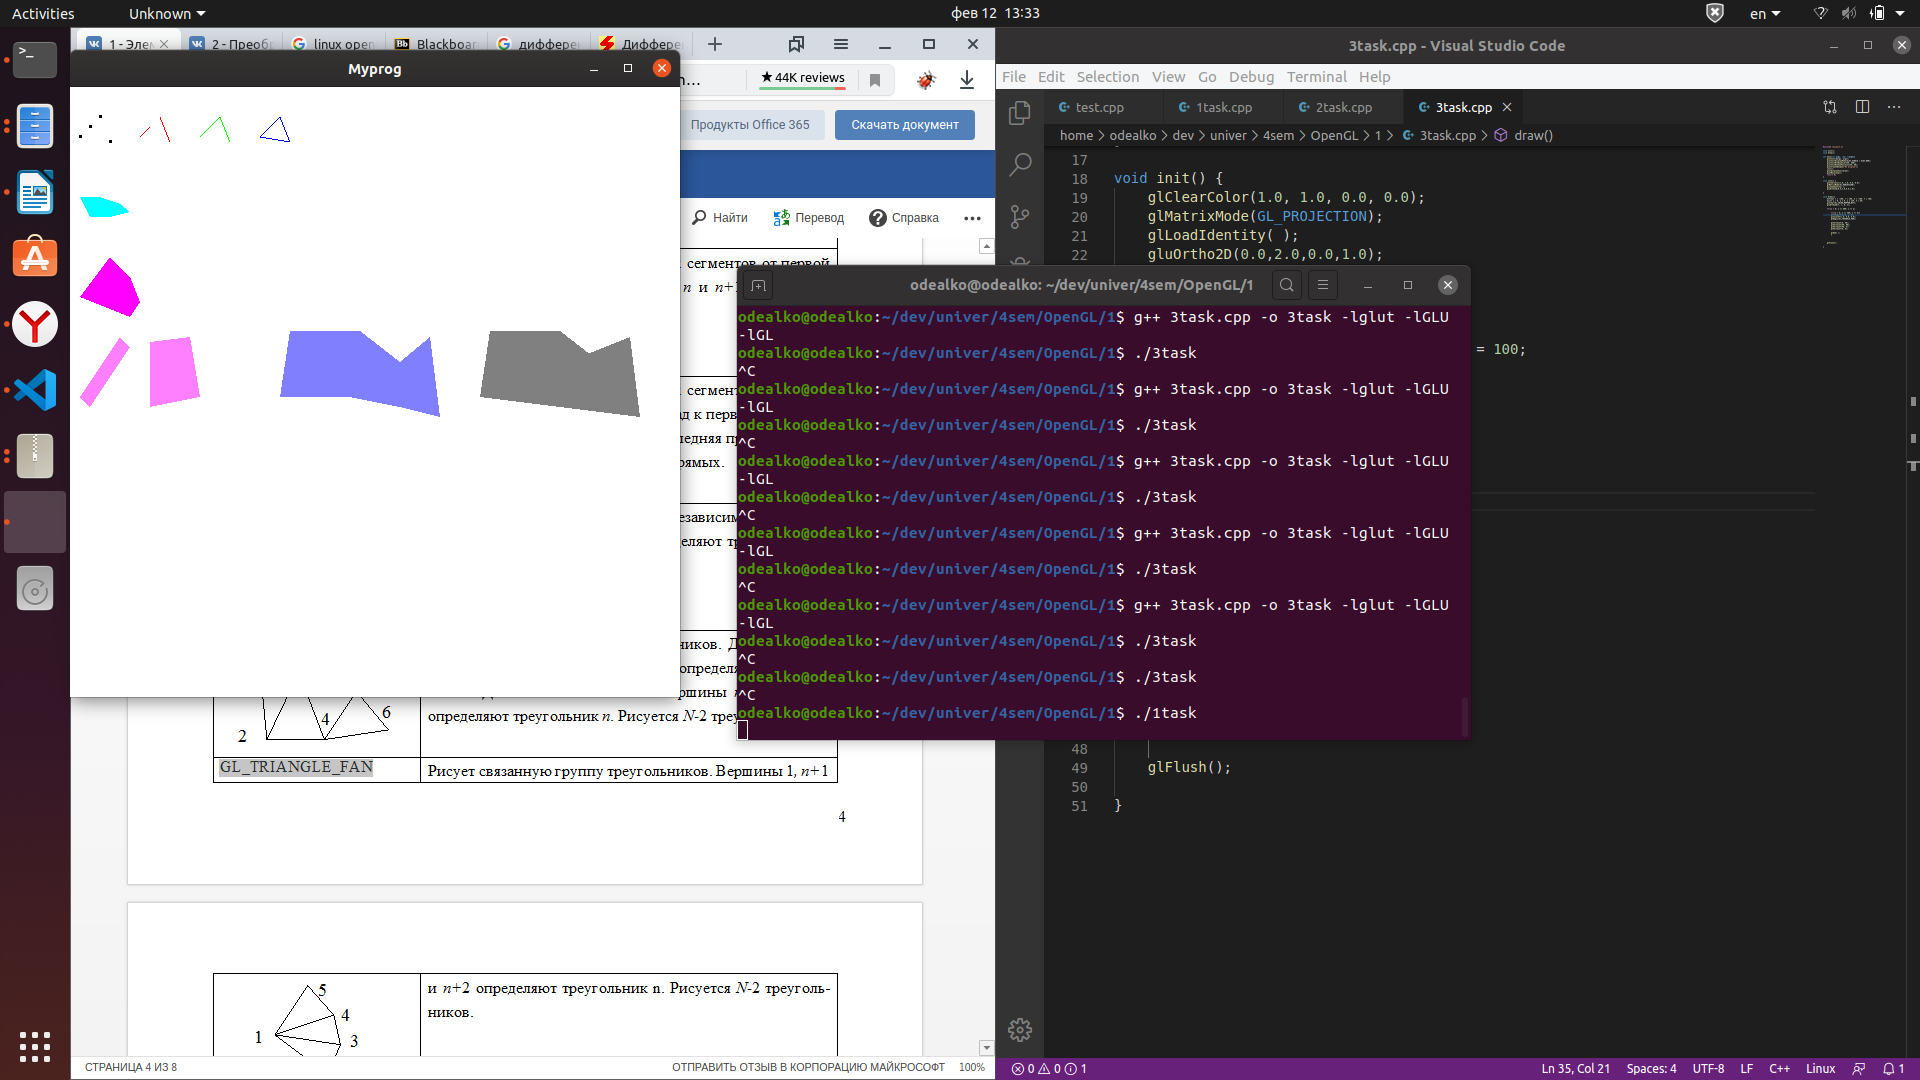 Activities
Unknown
фев 12 13:33
en
1 - Эле
2 - Преоб
linux open
Blackboar
диффере
Диффере
44K reviews
Продукты Office 365
Скачать документ
Найти
Перевод
Справка
Myprog
сегментов от первой
n и n+1
сегменто
д к перв
ледняя пр
рямых.
езависим
еляют тр
ников. Д
определя
ршины
2
4
6
определяют треугольник n. Рисуется N-2 треу
GL_TRIANGLE_FAN
Рисует связанную группу треугольников. Вершины 1, n+1
4
5
4
1
3
и n+2 определяют треугольник n. Рисуется N-2 треуголь-
ников.
СТРАНИЦА 4 ИЗ 8
ОТПРАВИТЬ ОТЗЫВ В КОРПОРАЦИЮ МАЙКРОСОФТ
100%
odealko@odealko: ~/dev/univer/4sem/OpenGL/1
odealko@odealko:~/dev/univer/4sem/OpenGL/1$ g++ 3task.cpp -o 3task -lglut -lGLU
-lGL
odealko@odealko:~/dev/univer/4sem/OpenGL/1$ ./3task
^C
odealko@odealko:~/dev/univer/4sem/OpenGL/1$ g++ 3task.cpp -o 3task -lglut -lGLU
-lGL
odealko@odealko:~/dev/univer/4sem/OpenGL/1$ ./3task
^C
odealko@odealko:~/dev/univer/4sem/OpenGL/1$ g++ 3task.cpp -o 3task -lglut -lGLU
-lGL
odealko@odealko:~/dev/univer/4sem/OpenGL/1$ ./3task
^C
odealko@odealko:~/dev/univer/4sem/OpenGL/1$ g++ 3task.cpp -o 3task -lglut -lGLU
-lGL
odealko@odealko:~/dev/univer/4sem/OpenGL/1$ ./3task
^C
odealko@odealko:~/dev/univer/4sem/OpenGL/1$ g++ 3task.cpp -o 3task -lglut -lGLU
-lGL
odealko@odealko:~/dev/univer/4sem/OpenGL/1$ ./3task
^C
odealko@odealko:~/dev/univer/4sem/OpenGL/1$ ./3task
^C
odealko@odealko:~/dev/univer/4sem/OpenGL/1$ ./1task
3task.cpp - Visual Studio Code
File Edit Selection View Go Debug Terminal Help
test.cpp 1task.cpp 2task.cpp 3task.cpp
home > odealko > dev > univer > 4sem > OpenGL > 1 > 3task.cpp > draw()
17
18 void init() {
19 glClearColor(1.0, 1.0, 0.0, 0.0);
20 glMatrixMode(GL_PROJECTION);
21 glLoadIdentity( );
22 gluOrtho2D(0.0,2.0,0.0,1.0);
= 100;
48
49 glFlush();
50
51 }
0 0 1
Ln 35, Col 21 Spaces: 4 UTF-8 LF C++ Linux 1